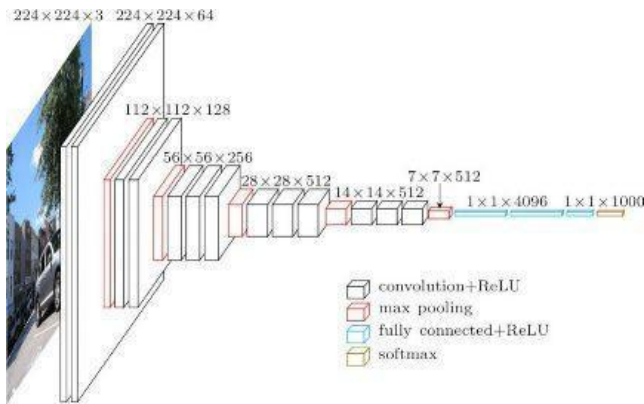 224×224×3 224×224×64
112×112×128
56×56×256
28×28×512
14×14×512
7×7×512
1×1×4096 1×1×1000
convolution+ReLU
max pooling
fully connected+ReLU
softmax